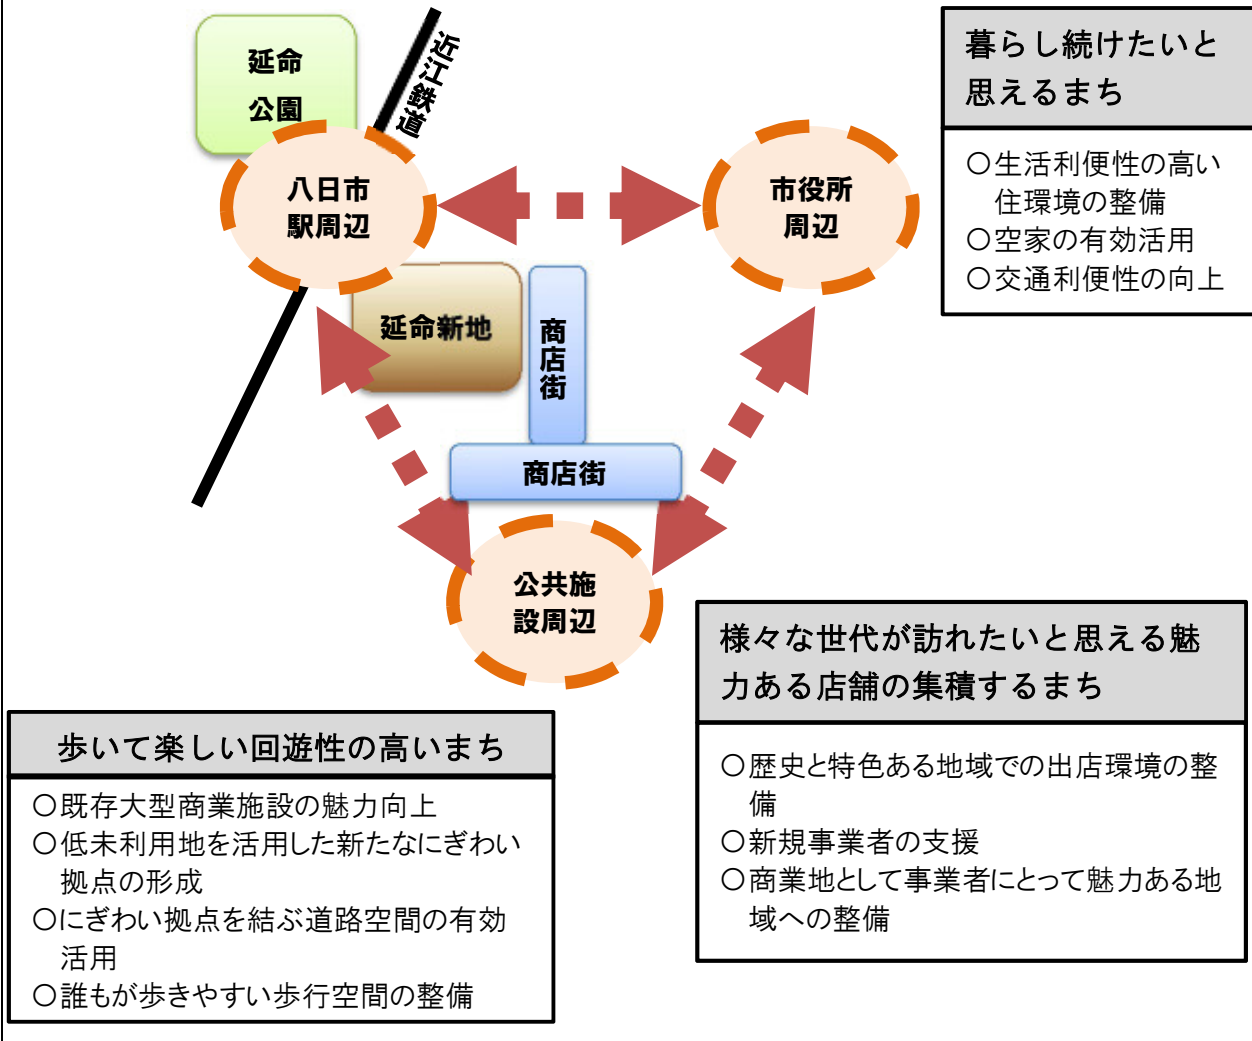 延命
公園
近江鉄道
八日市
駅周辺
市役所
周辺
延命新地
商店街
商店街
公共施
設周辺
暮らし続けたいと
思えるまち
〇生活利便性の高い
住環境の整備
〇空家の有効活用
〇交通利便性の向上
様々な世代が訪れたいと思える魅
力ある店舗の集積するまち
〇歴史と特色ある地域での出店環境の整
備
〇新規事業者の支援
〇商業地として事業者にとって魅力ある地
域への整備
歩いて楽しい回遊性の高いまち
〇既存大型商業施設の魅力向上
〇低未利用地を活用した新たなにぎわい
拠点の形成
〇にぎわい拠点を結ぶ道路空間の有効
活用
〇誰もが歩きやすい歩行空間の整備